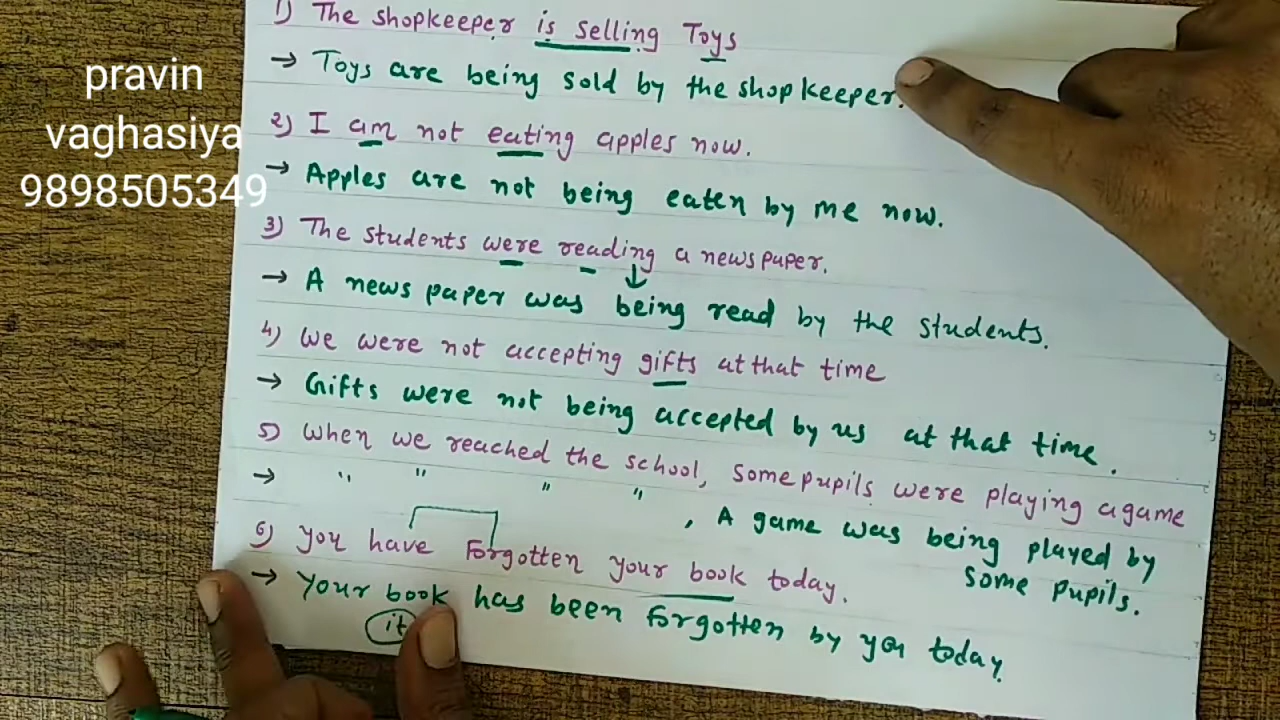 pravin
vaghasiya
9898505349
1) The shopkeeper is selling Toys
→ Toys are being sold by the shopkeeper.
2) I am not eating apples now.
→ Apples are not being eaten by me now.
3) The students were reading a newspaper.
→ A news paper was being read by the students.
4) we were not accepting gifts at that time
→ Gifts were not being accepted by us at that time.
5) when we reached the school, some pupils were playing a game
→ " " " " , A game was being played by
some pupils.
6) you have forgotten your book today.
→ your book has been forgotten by you today.
it